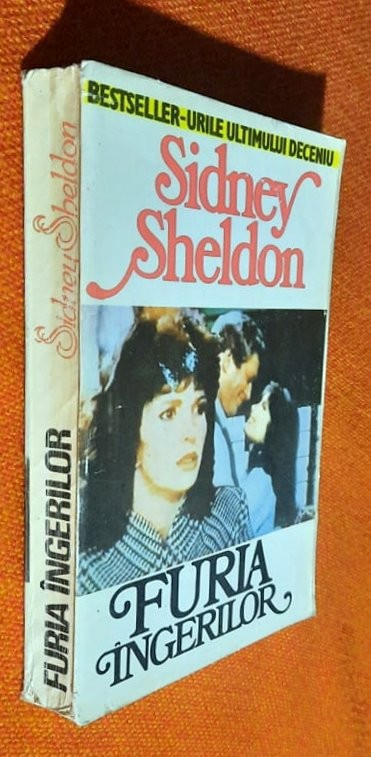 BESTSELLER-URILE ULTIMULUI DECENIU
Sidney
Sheldon
FURIA
ÎNGERILOR
Sidney Sheldon
FURIA ÎNGERILOR